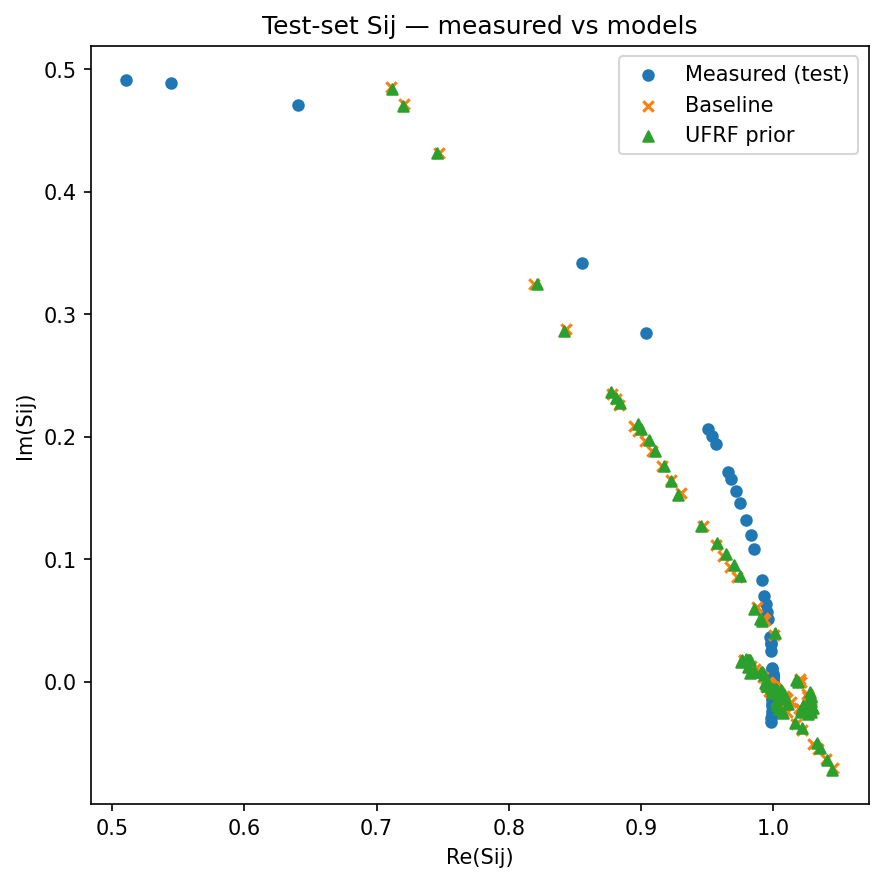 Test-set Sij — measured vs models
Measured (test)
Baseline
UFRF prior
0.5
0.4
0.3
0.2
0.1
0.0
Im(Sij)
0.5 0.6 0.7 0.8 0.9 1.0
Re(Sij)